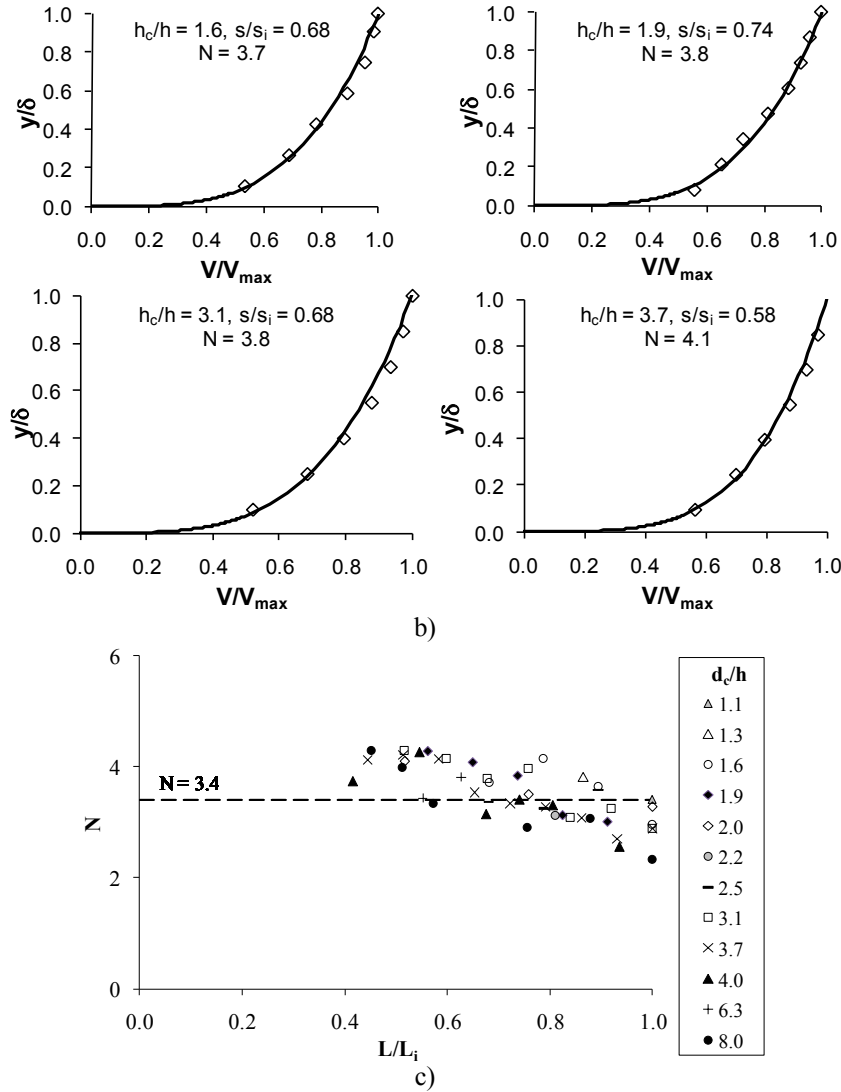 h_c/h = 1.6, s/s_i = 0.68
N = 3.7
y/δ
1.0
0.8
0.6
0.4
0.2
0.0
0.0 0.2 0.4 0.6 0.8 1.0
V/V_max
h_c/h = 1.9, s/s_i = 0.74
N = 3.8
y/δ
1.0
0.8
0.6
0.4
0.2
0.0
0.0 0.2 0.4 0.6 0.8 1.0
V/V_max
h_c/h = 3.1, s/s_i = 0.68
N = 3.8
y/δ
1.0
0.8
0.6
0.4
0.2
0.0
0.0 0.2 0.4 0.6 0.8 1.0
V/V_max
h_c/h = 3.7, s/s_i = 0.58
N = 4.1
y/δ
1.0
0.8
0.6
0.4
0.2
0.0
0.0 0.2 0.4 0.6 0.8 1.0
V/V_max
b)
6
4
2
0
N
N = 3.4
0.0 0.2 0.4 0.6 0.8 1.0
L/L_i
d_c/h
1.1
1.3
1.6
1.9
2.0
2.2
2.5
3.1
3.7
4.0
6.3
8.0
c)